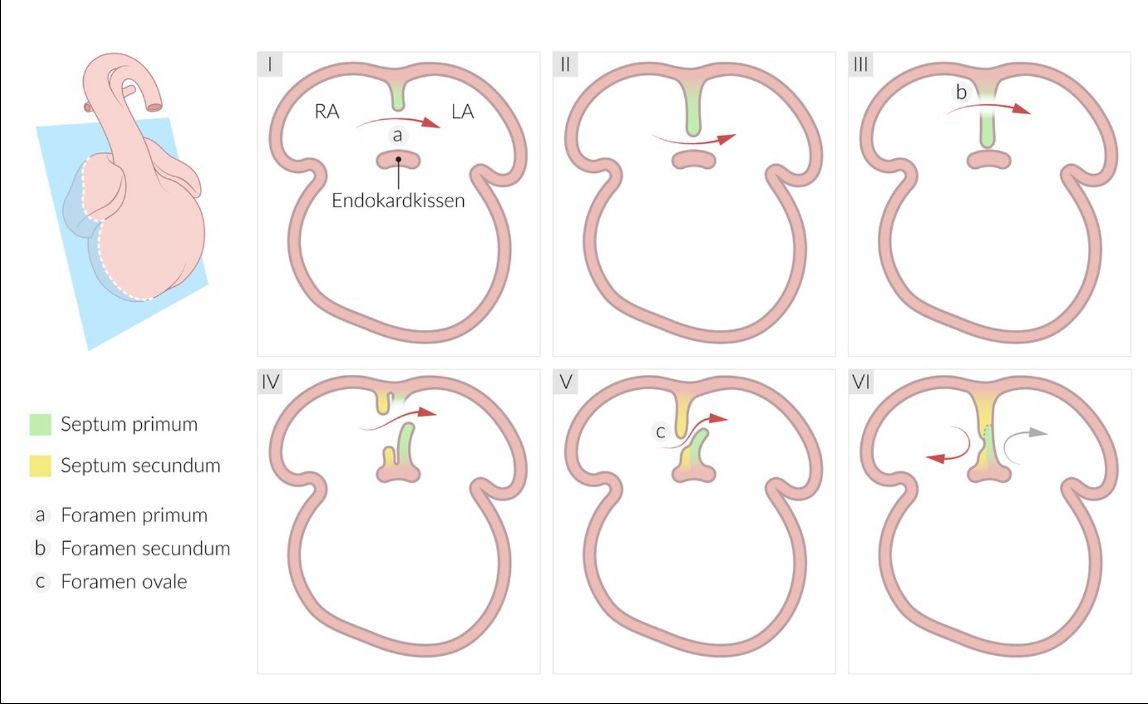 I
RA
LA
a
Endokardkissen
II
III
b
IV
V
c
VI
Septum primum
Septum secundum
a Foramen primum
b Foramen secundum
c Foramen ovale